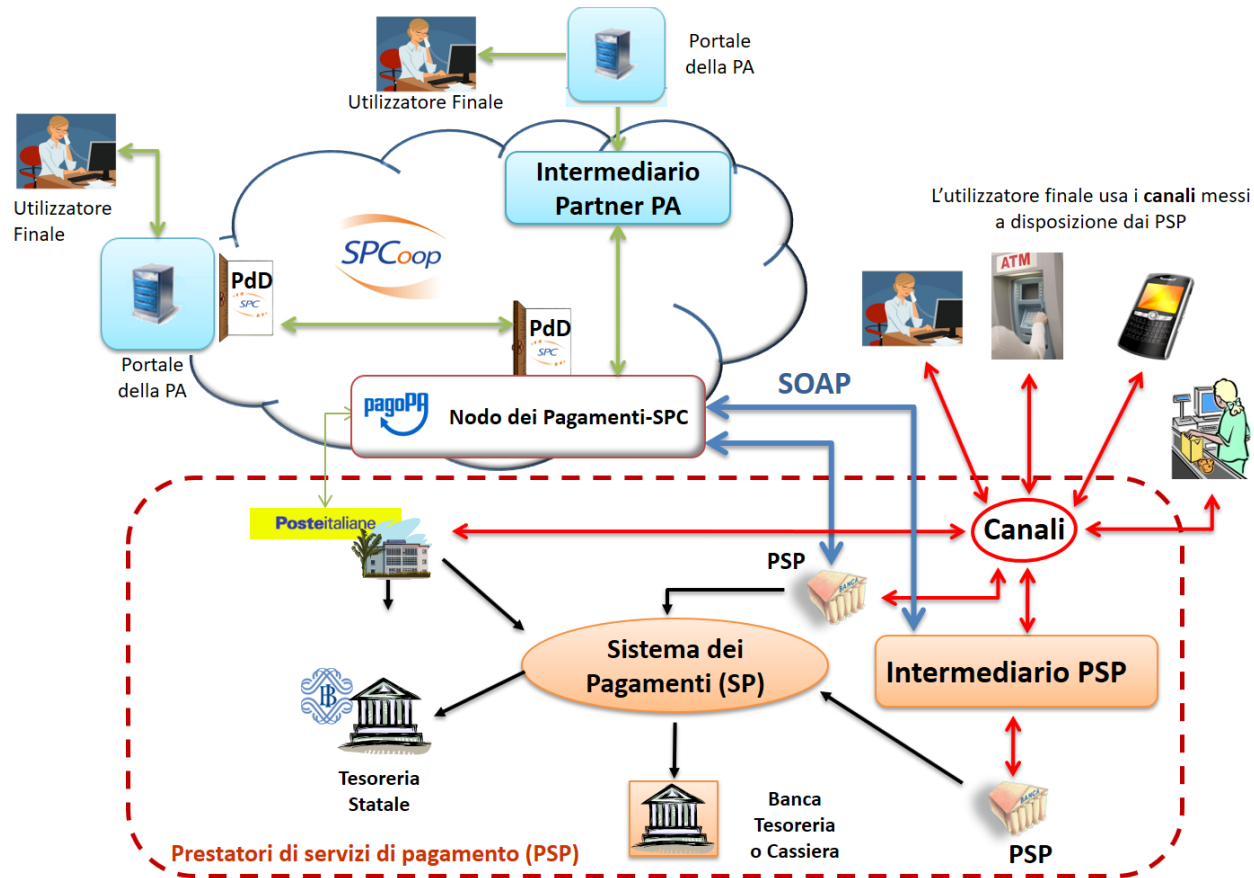 Portale
della PA
Utilizzatore Finale
Utilizzatore
Finale
Intermediario
Partner PA
SPCoop
PdD
SPC
PdD
SPC
Portale
della PA
L'utilizzatore finale usa i canali messi
a disposizione dai PSP
ATM
SOAP
pagoPA
Nodo dei Pagamenti-SPC
Posteitaliane
Canali
PSP
BANCA
Sistema dei
Pagamenti (SP)
Intermediario PSP
Tesoreria
Statale
Banca
Tesoreria
o Cassiera
BANCA
PSP
Prestatori di servizi di pagamento (PSP)